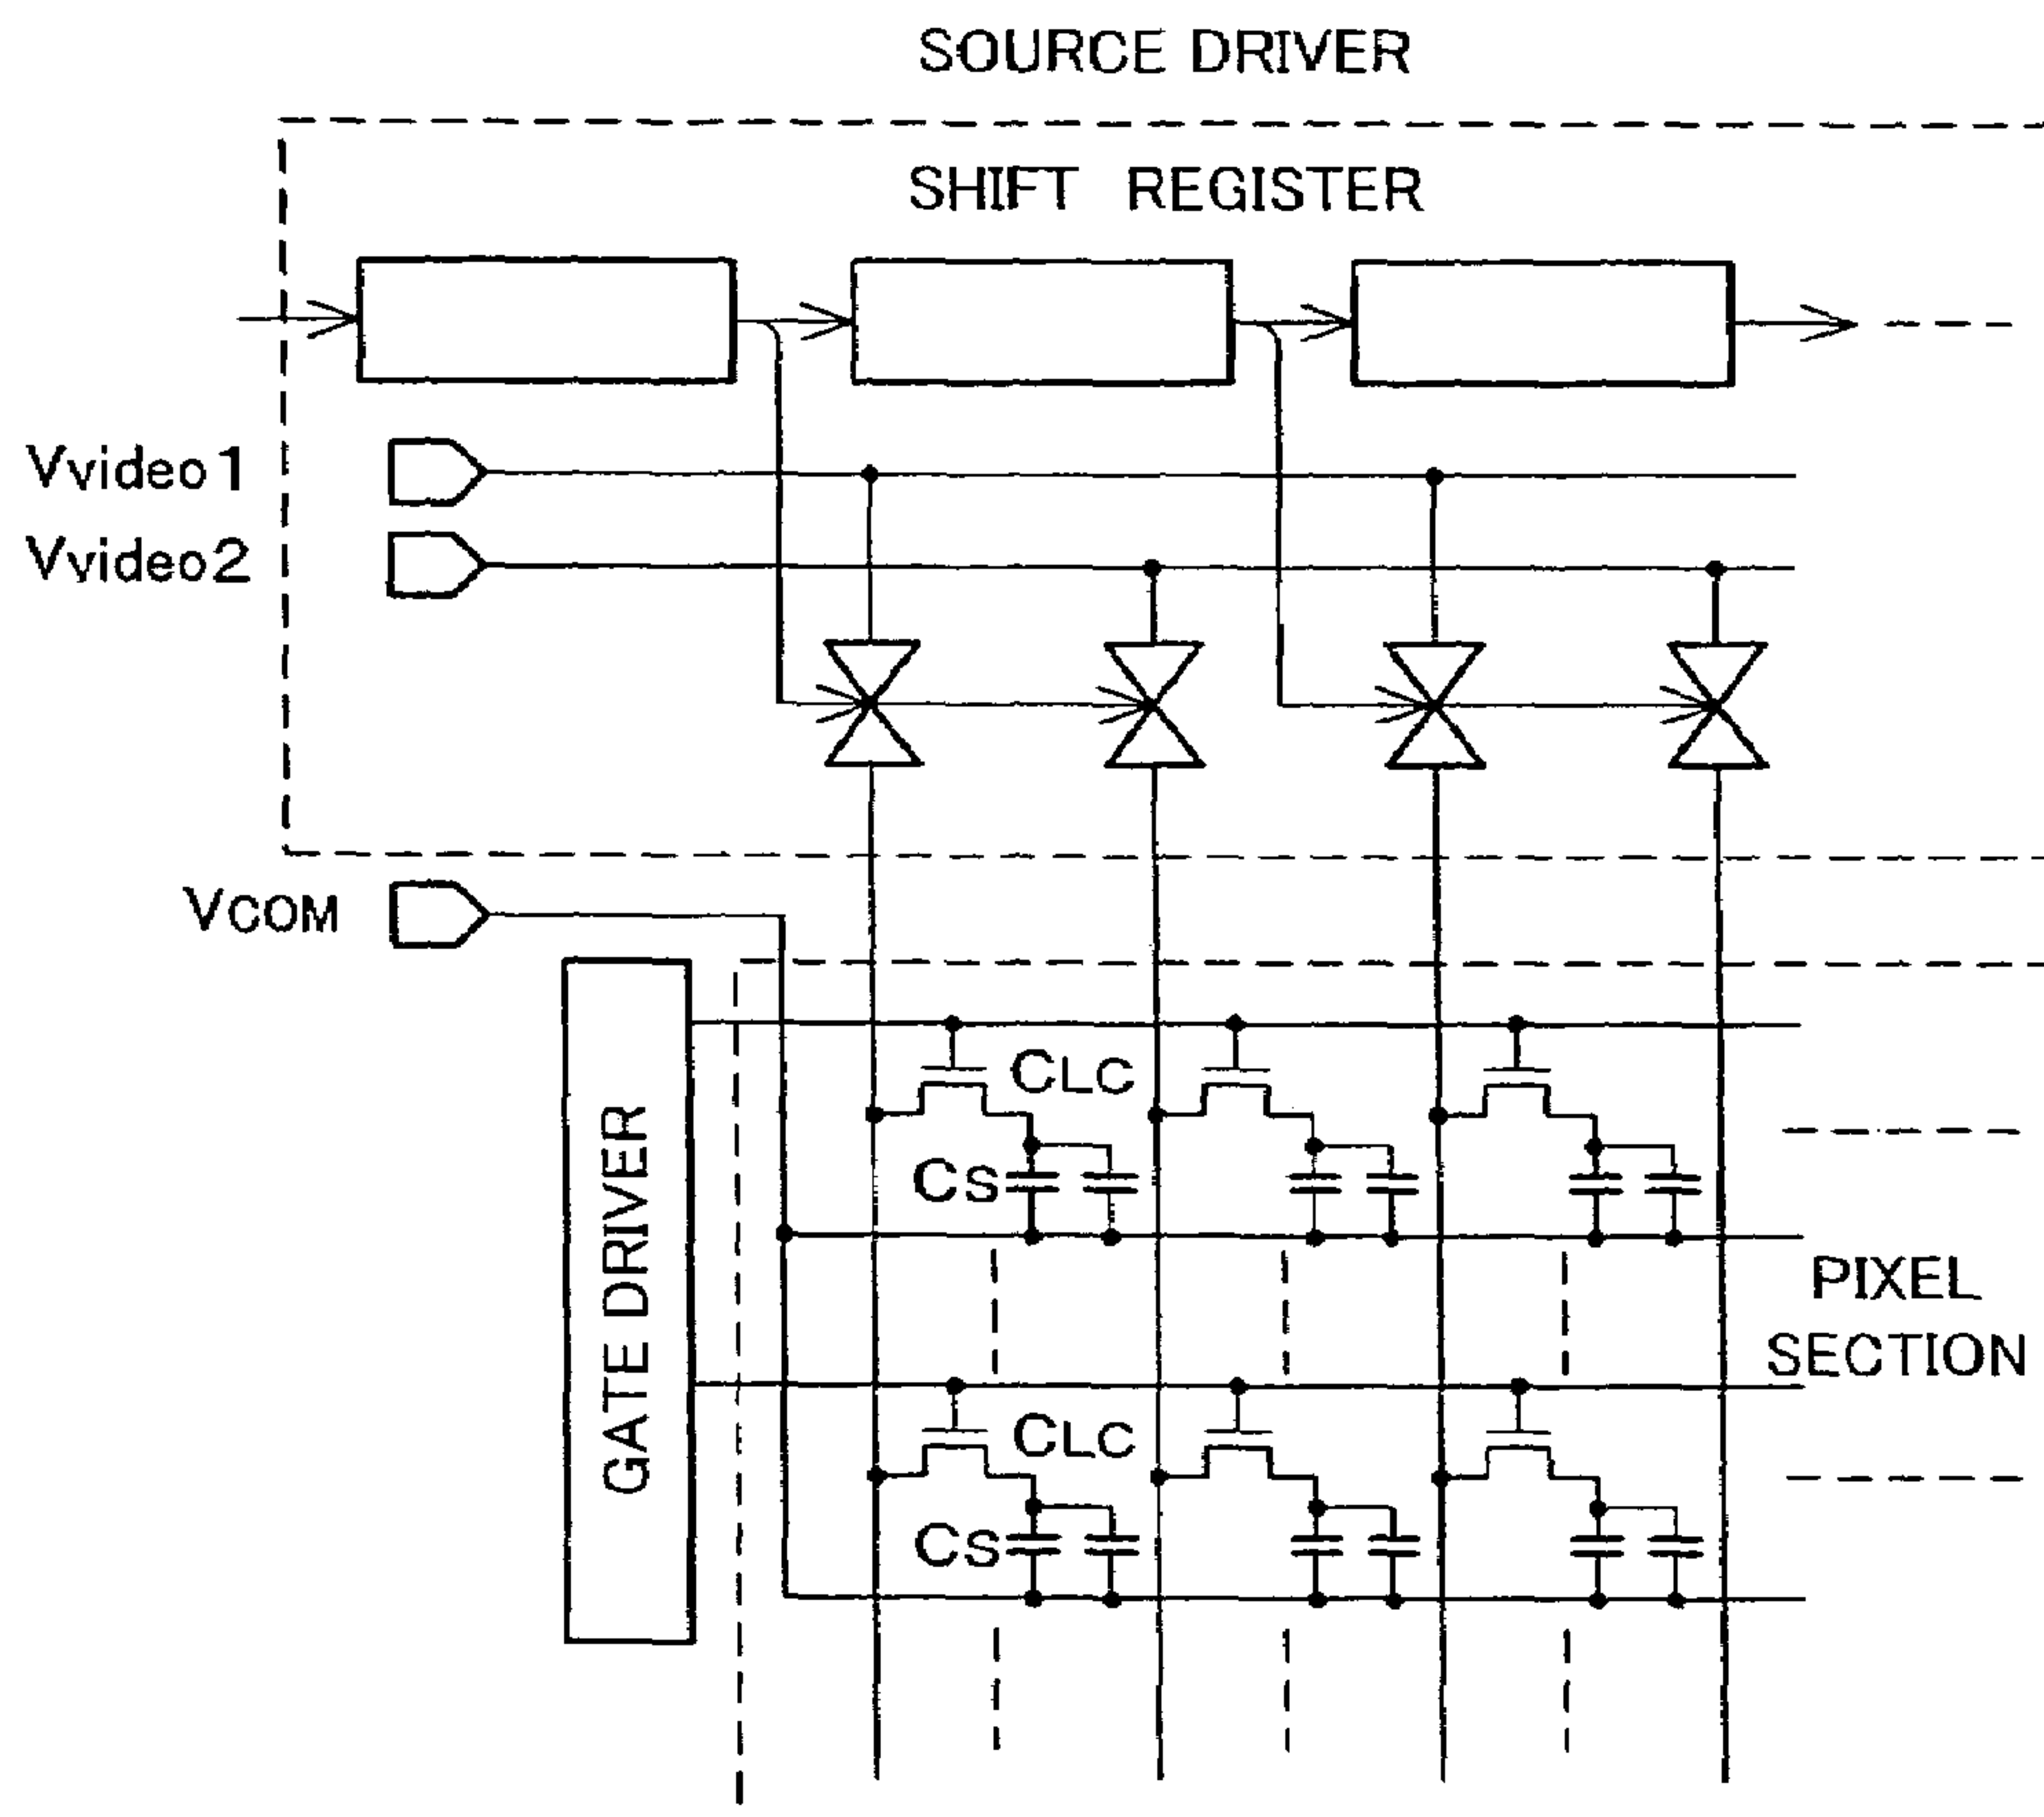 SOURCE DRIVER
SHIFT REGISTER
Vvideo1
Vvideo2
VCOM
GATE DRIVER
CLC
CS
PIXEL
SECTION
CLC
CS